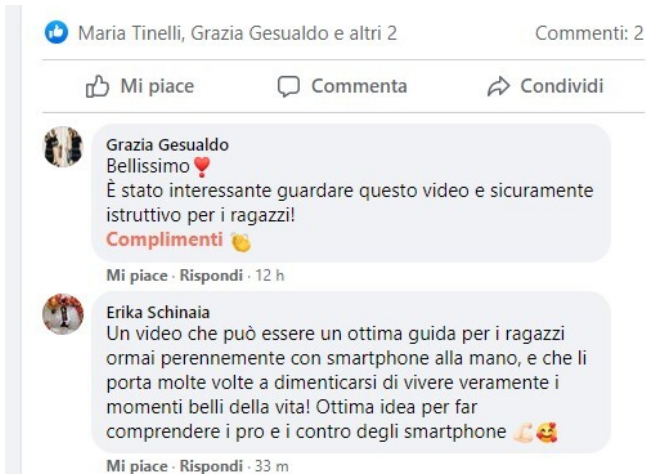 Maria Tinelli, Grazia Gesualdo e altri 2 Commenti: 2
Mi piace Commenta Condividi
Grazia Gesualdo
Bellissimo❣️
È stato interessante guardare questo video e sicuramente
istruttivo per i ragazzi!
Complimenti 👏
Mi piace · Rispondi · 12 h
Erika Schinaia
Un video che può essere un ottima guida per i ragazzi
ormai perennemente con smartphone alla mano, e che li
porta molte volte a dimenticarsi di vivere veramente i
momenti belli della vita! Ottima idea per far
comprendere i pro e i contro degli smartphone 💪🏻🥰
Mi piace · Rispondi · 33 m